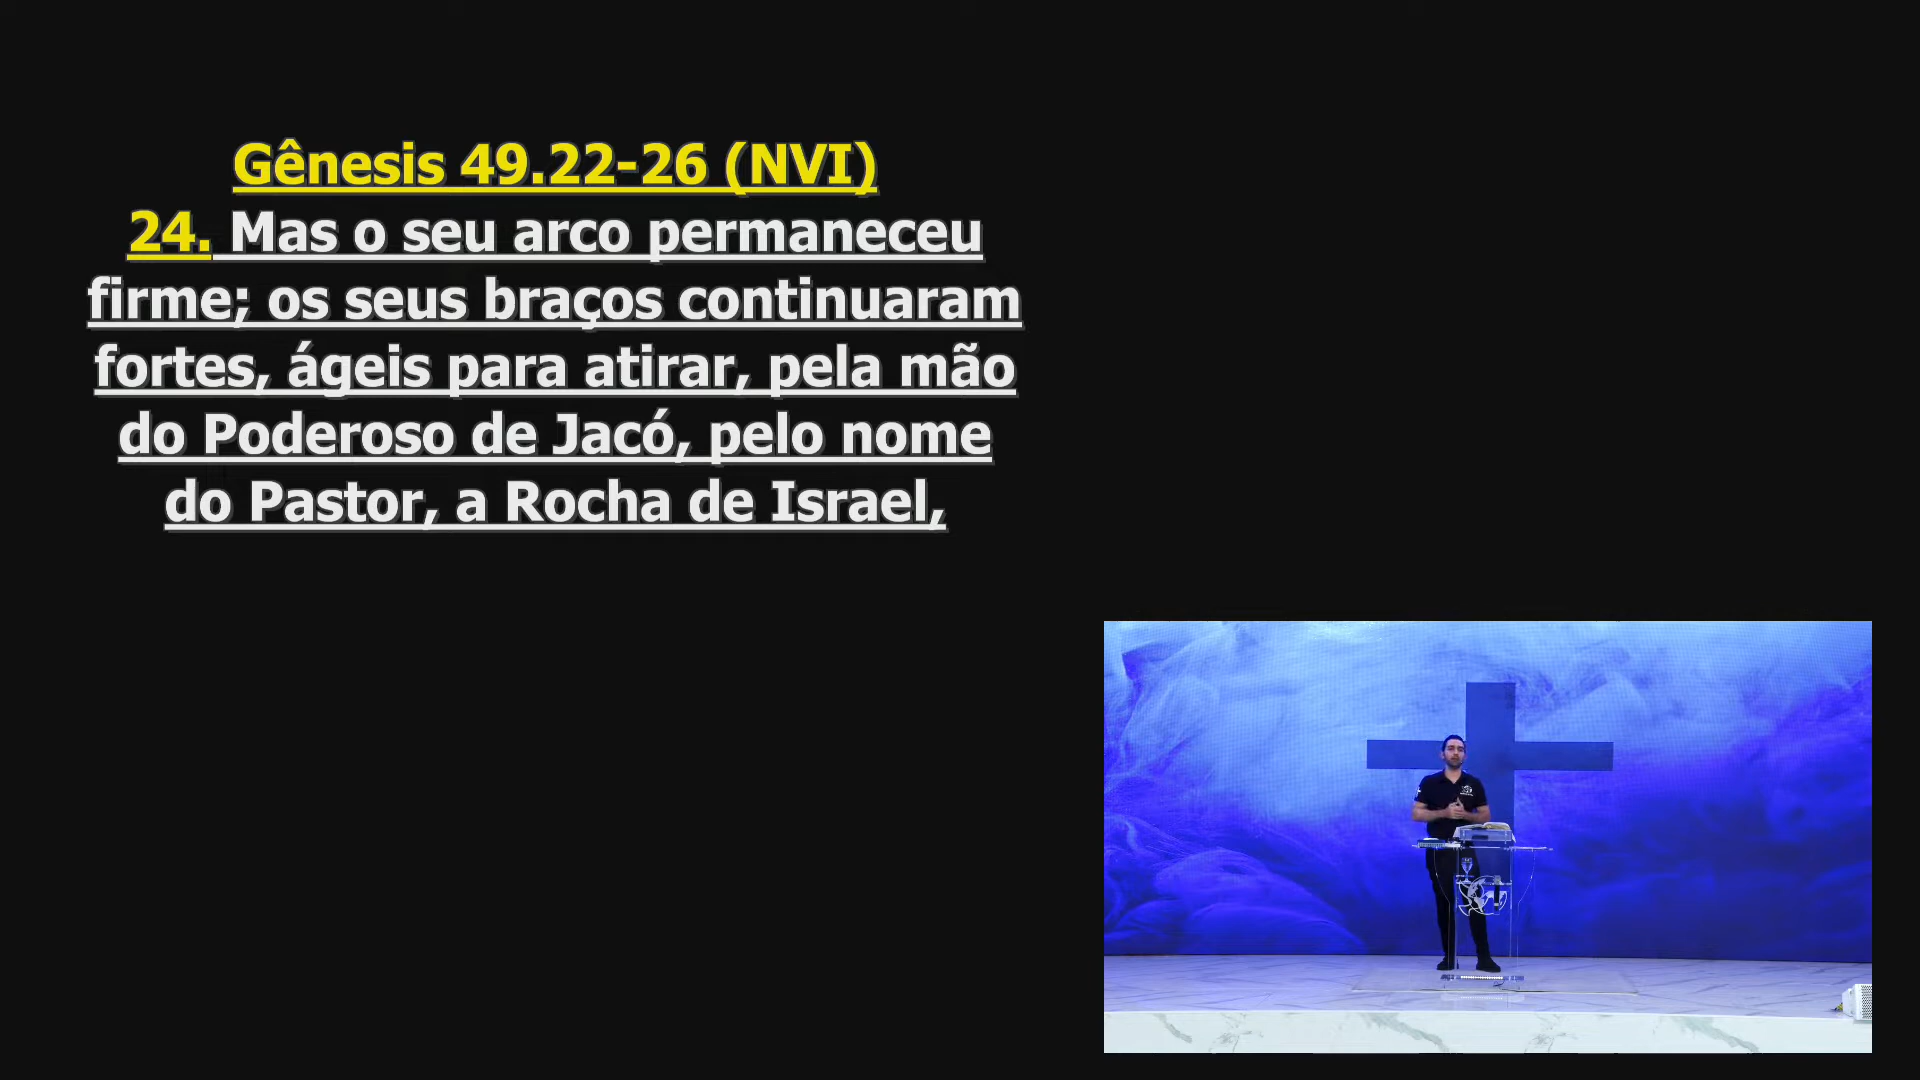 Gênesis 49.22-26 (NVI)
24. Mas o seu arco permaneceu
firme; os seus braços continuaram
fortes, ágeis para atirar, pela mão
do Poderoso de Jacó, pelo nome
do Pastor, a Rocha de Israel,